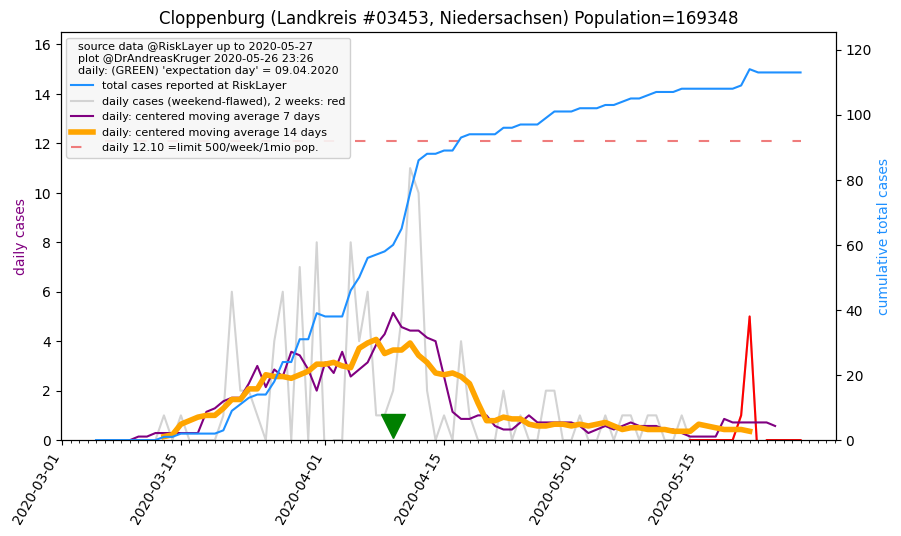 Cloppenburg (Landkreis #03453, Niedersachsen) Population=169348
source data @RiskLayer up to 2020-05-27
plot @DrAndreasKruger 2020-05-26 23:26
daily: (GREEN) 'expectation day' = 09.04.2020
total cases reported at RiskLayer
daily cases (weekend-flawed), 2 weeks: red
daily: centered moving average 7 days
daily: centered moving average 14 days
daily 12.10 =limit 500/week/1mio pop.
daily cases
16
14
12
10
8
6
4
2
0
cumulative total cases
120
100
80
60
40
20
0
2020-03-01
2020-03-15
2020-04-01
2020-04-15
2020-05-01
2020-05-15